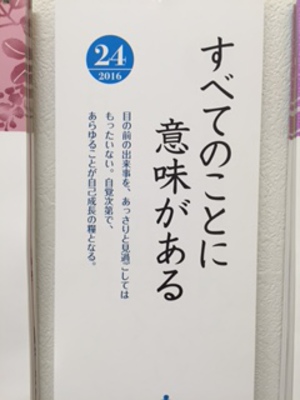 すべてのことに
意味がある
24
2016
目の前の出来事を、あっさりと見過ごしては
もったいない。自覚次第で、
あらゆることが自己成長の糧となる。